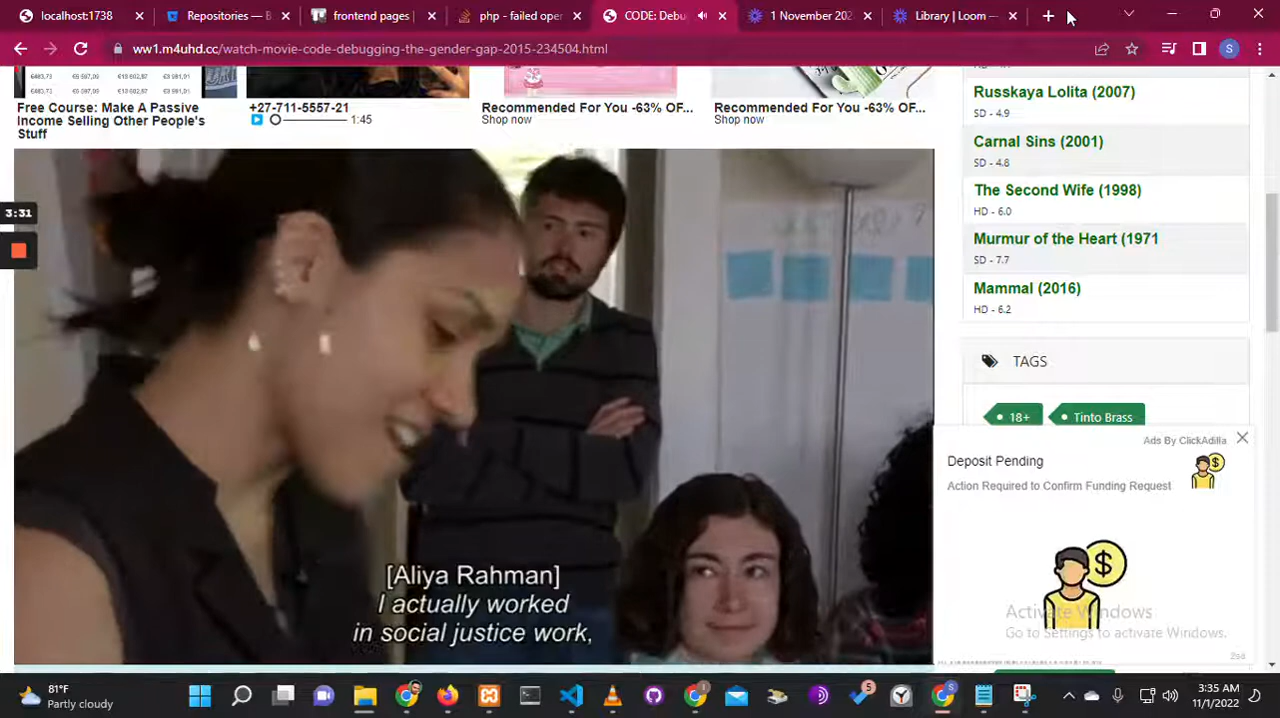 localhost:1738
Repositories — B
frontend pages |
php - failed oper
CODE: Debu
1 November 202
Library | Loom —
S
ww1.m4uhd.cc/watch-movie-code-debugging-the-gender-gap-2015-234504.html
Free Course: Make A Passive
Income Selling Other People's
Stuff
+27-711-5557-21
1:45
Recommended For You -63% OF...
Shop now
Recommended For You -63% OF...
Shop now
3:31
[Aliya Rahman]
I actually worked
in social justice work,
Russkaya Lolita (2007)
SD - 4.9
Carnal Sins (2001)
SD - 4.8
The Second Wife (1998)
HD - 6.0
Murmur of the Heart (1971
SD - 7.7
Mammal (2016)
HD - 6.2
TAGS
18+
Tinto Brass
Ads By ClickAdilla
Deposit Pending
Action Required to Confirm Funding Request
$
$
Activate Windows
Go to Settings to activate Windows.
81°F
Partly cloudy
5
3:35 AM
11/1/2022